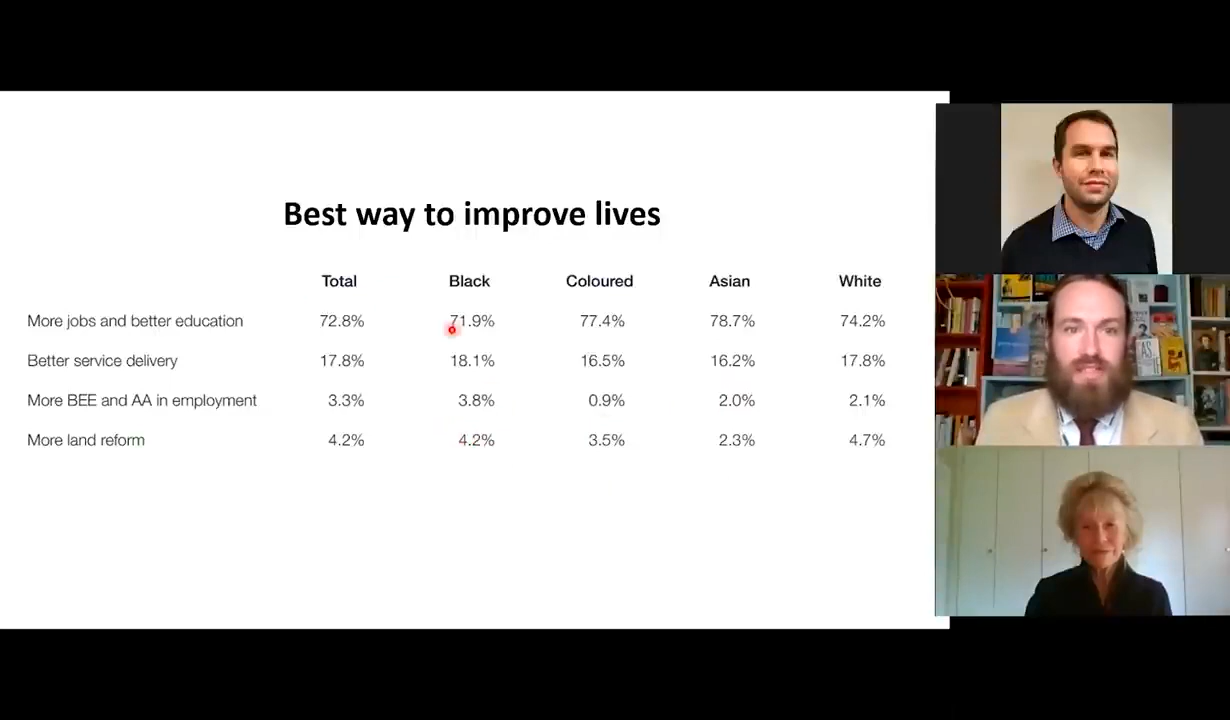 Best way to improve lives
Total Black Coloured Asian White
More jobs and better education 72.8% 71.9% 77.4% 78.7% 74.2%
Better service delivery 17.8% 18.1% 16.5% 16.2% 17.8%
More BEE and AA in employment 3.3% 3.8% 0.9% 2.0% 2.1%
More land reform 4.2% 4.2% 3.5% 2.3% 4.7%